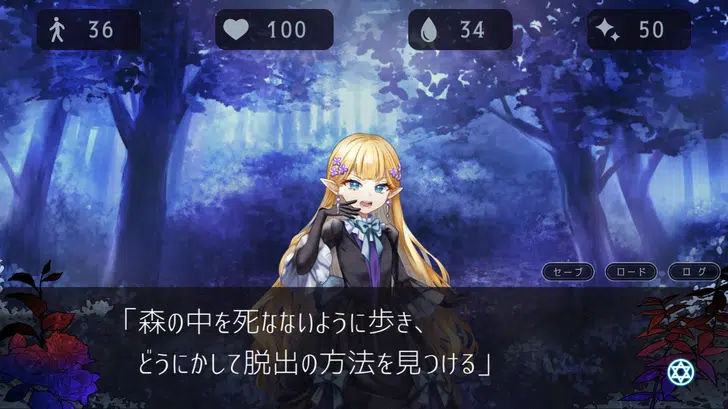 36
100
34
50
セーブ
ロード
ログ
「森の中を死なないように歩き、
どうにかして脱出の方法を見つける」